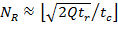 N_R ≈ ⌊√(2Qt_r)/t_c⌋